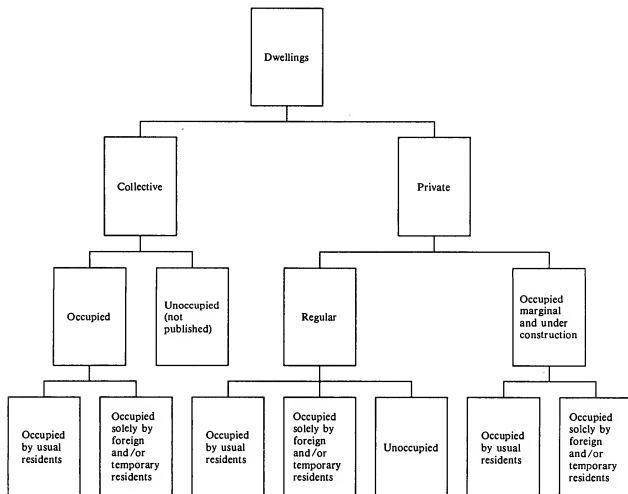 Dwellings
Collective
Private
Occupied
Unoccupied
(not
published)
Regular
Occupied
marginal
and under
construction
Occupied
by usual
residents
Occupied
solely by
foreign
and/or
temporary
residents
Occupied
by usual
residents
Occupied
solely by
foreign
and/or
temporary
residents
Unoccupied
Occupied
by usual
residents
Occupied
solely by
foreign
and/or
temporary
residents